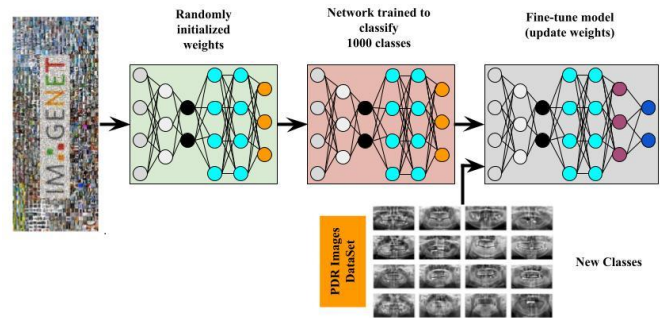 Randomly
initialized
weights
Network trained to
classify
1000 classes
Fine-tune model
(update weights)
IMAGENET
PDR Images
DataSet
New Classes